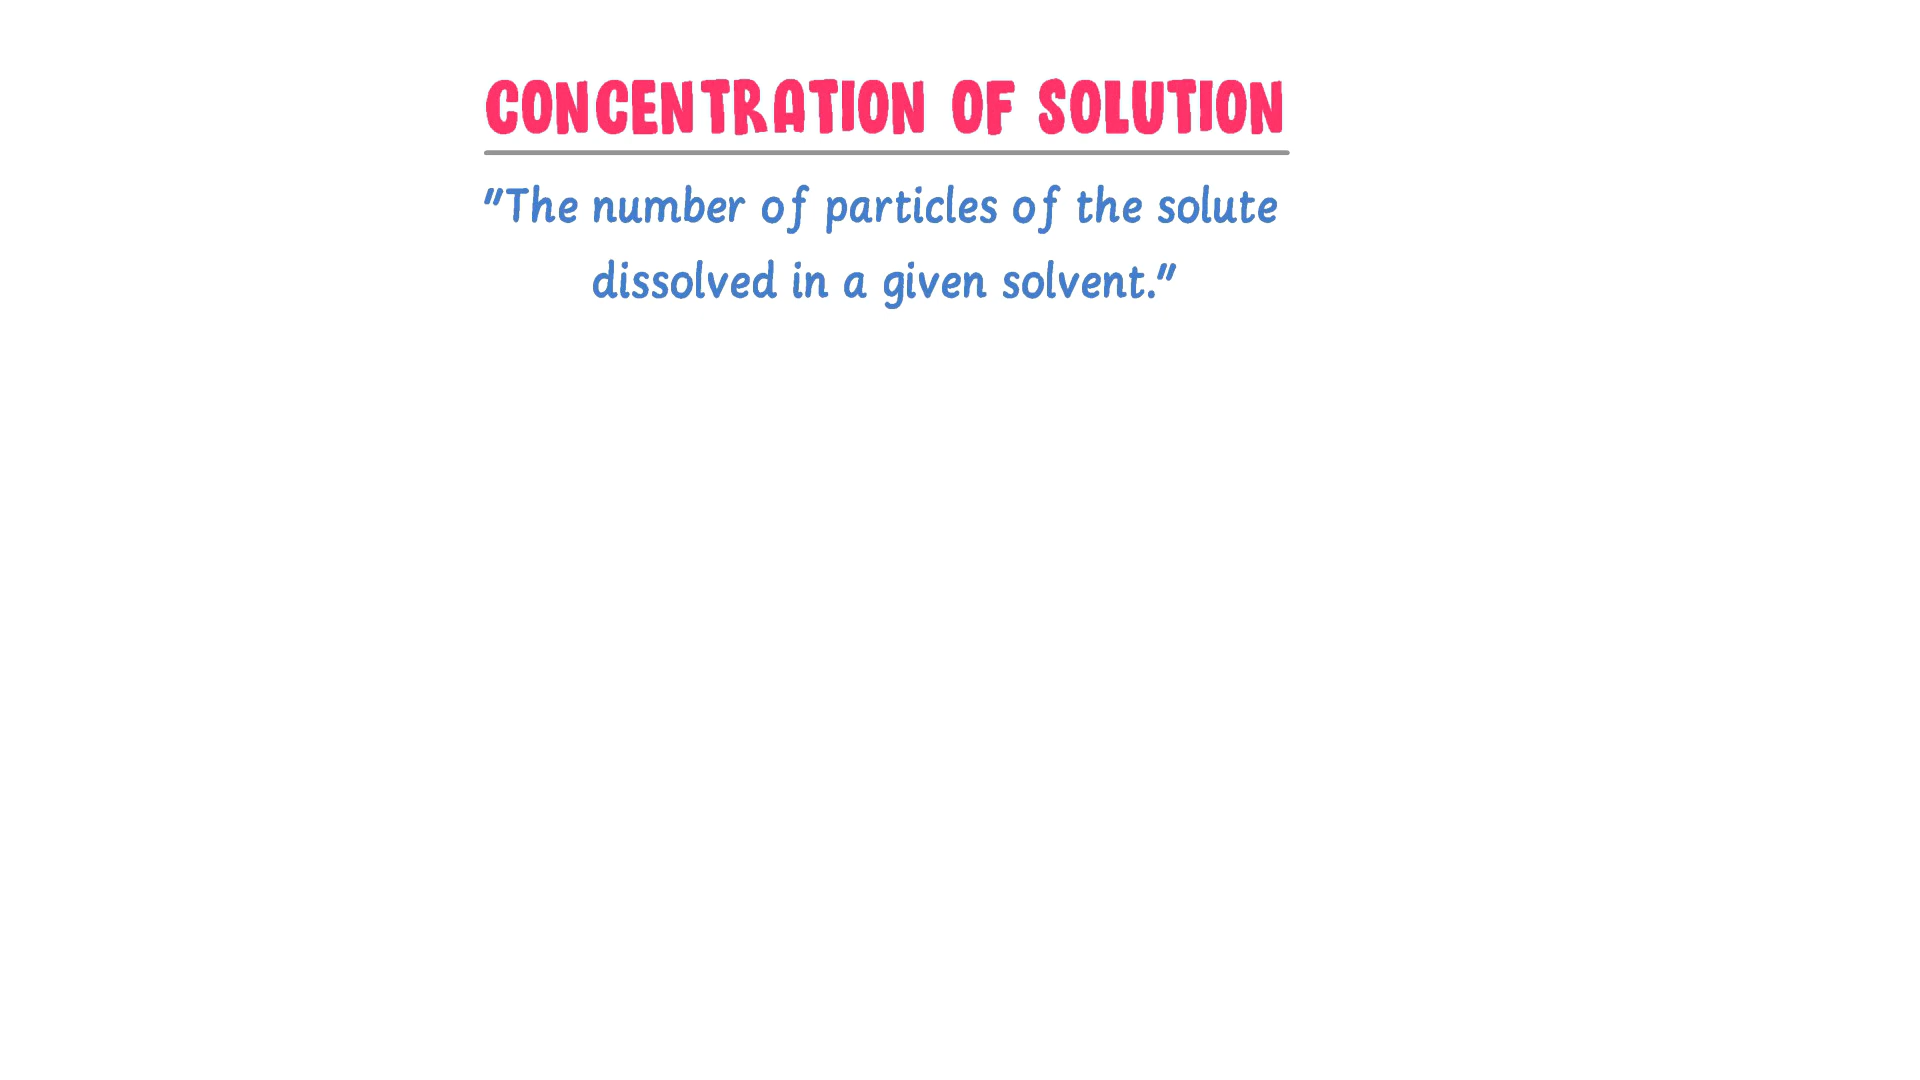 CONCENTRATION OF SOLUTION
"The number of particles of the solute
dissolved in a given solvent."